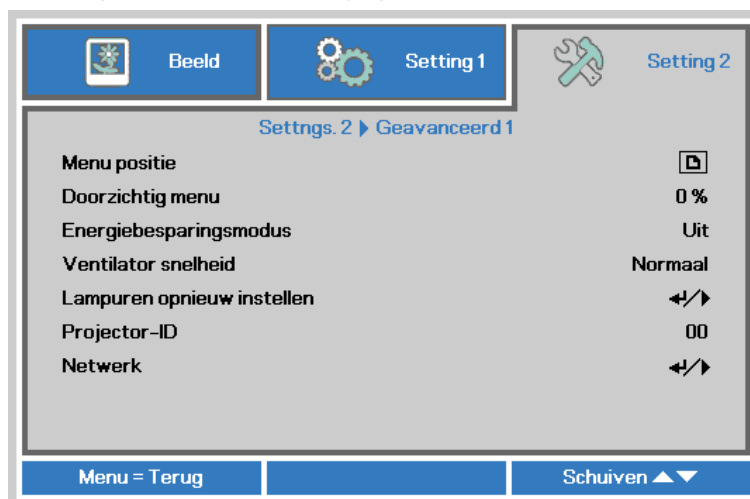 Beeld
Setting 1
Setting 2
Settngs. 2 ▶ Geavanceerd 1
Menu positie
Doorzichtig menu 0 %
Energiebesparingsmodus Uit
Ventilator snelheid Normaal
Lampuren opnieuw instellen ↵/▶
Projector-ID 00
Netwerk ↵/▶
Menu = Terug
Schuiven ▲▼